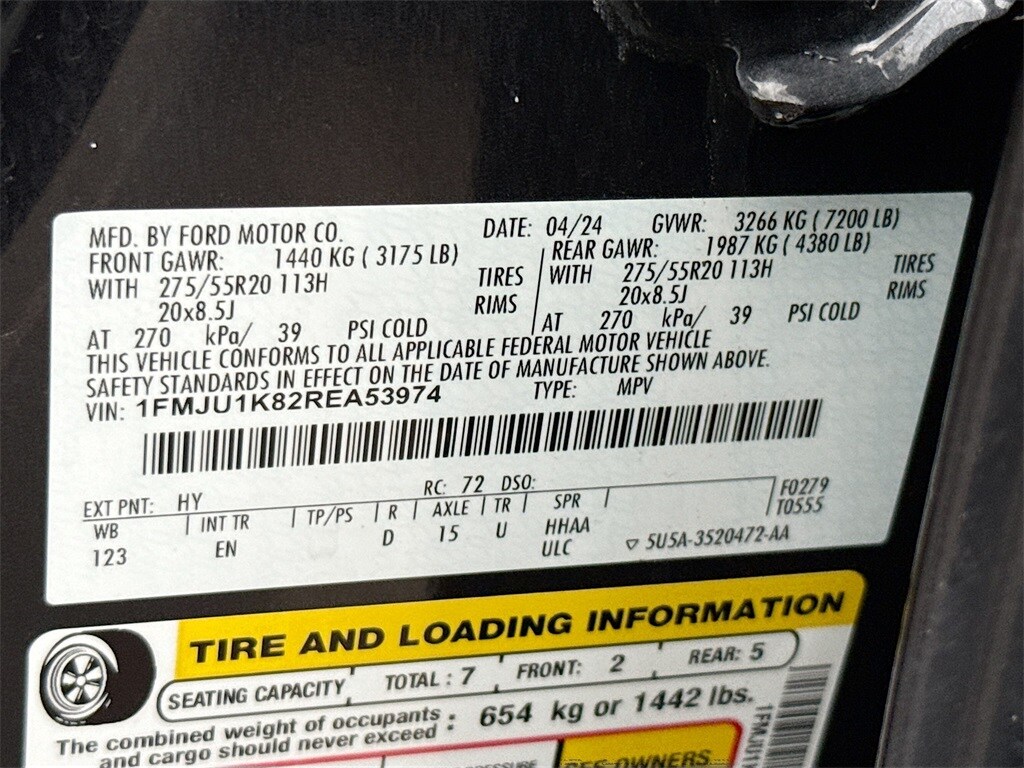 MFD. BY FORD MOTOR CO. DATE: 04/24 GVWR: 3266 KG ( 7200 LB)
FRONT GAWR: 1440 KG ( 3175 LB) REAR GAWR: 1987 KG ( 4380 LB)
WITH 275/55R20 113H TIRES WITH 275/55R20 113H TIRES
20x8.5J RIMS 20x8.5J RIMS
AT 270 kPa/ 39 PSI COLD AT 270 kPa/ 39 PSI COLD
THIS VEHICLE CONFORMS TO ALL APPLICABLE FEDERAL MOTOR VEHICLE
SAFETY STANDARDS IN EFFECT ON THE DATE OF MANUFACTURE SHOWN ABOVE.
VIN: 1FMJU1K82REA53974 TYPE: MPV
EXT PNT: HY RC: 72 DSO: F0279
WB INT TR TP/PS R AXLE TR SPR T0555
123 EN D 15 U HHAA
ULC 5U5A-3520472-AA
TIRE AND LOADING INFORMATION
SEATING CAPACITY TOTAL : 7 FRONT: 2 REAR: 5
The combined weight of occupants
and cargo should never exceed : 654 kg or 1442 lbs.